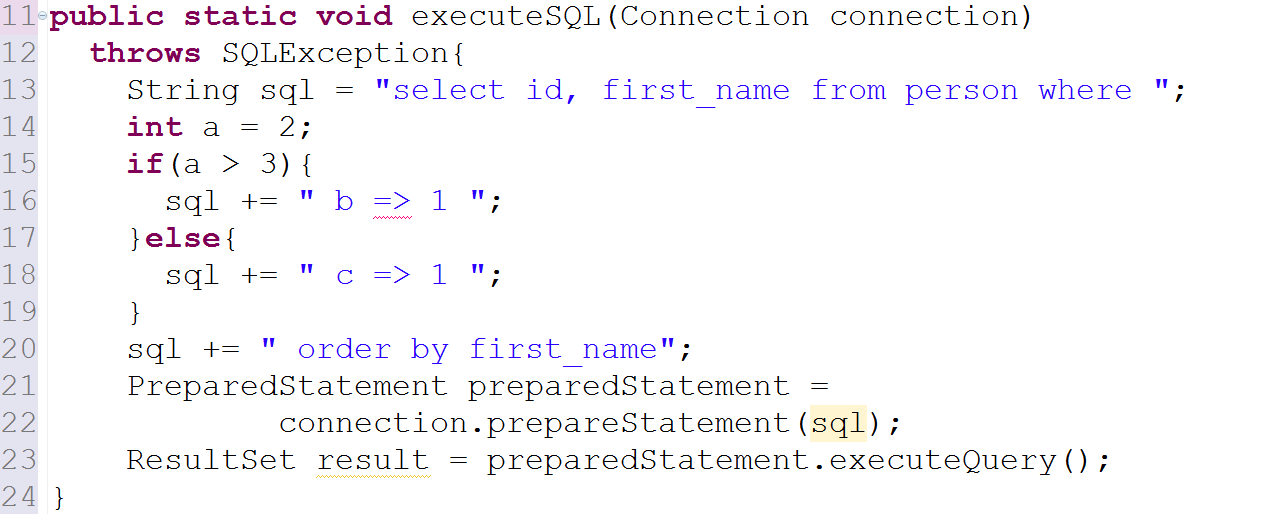 11 public static void executeSQL(Connection connection)
12   throws SQLException{
13     String sql = "select id, first_name from person where ";
14     int a = 2;
15     if(a > 3){
16       sql += " b => 1 ";
17     }else{
18       sql += " c => 1 ";
19     }
20     sql += " order by first_name";
21     PreparedStatement preparedStatement =
22             connection.prepareStatement(sql);
23     ResultSet result = preparedStatement.executeQuery();
24 }